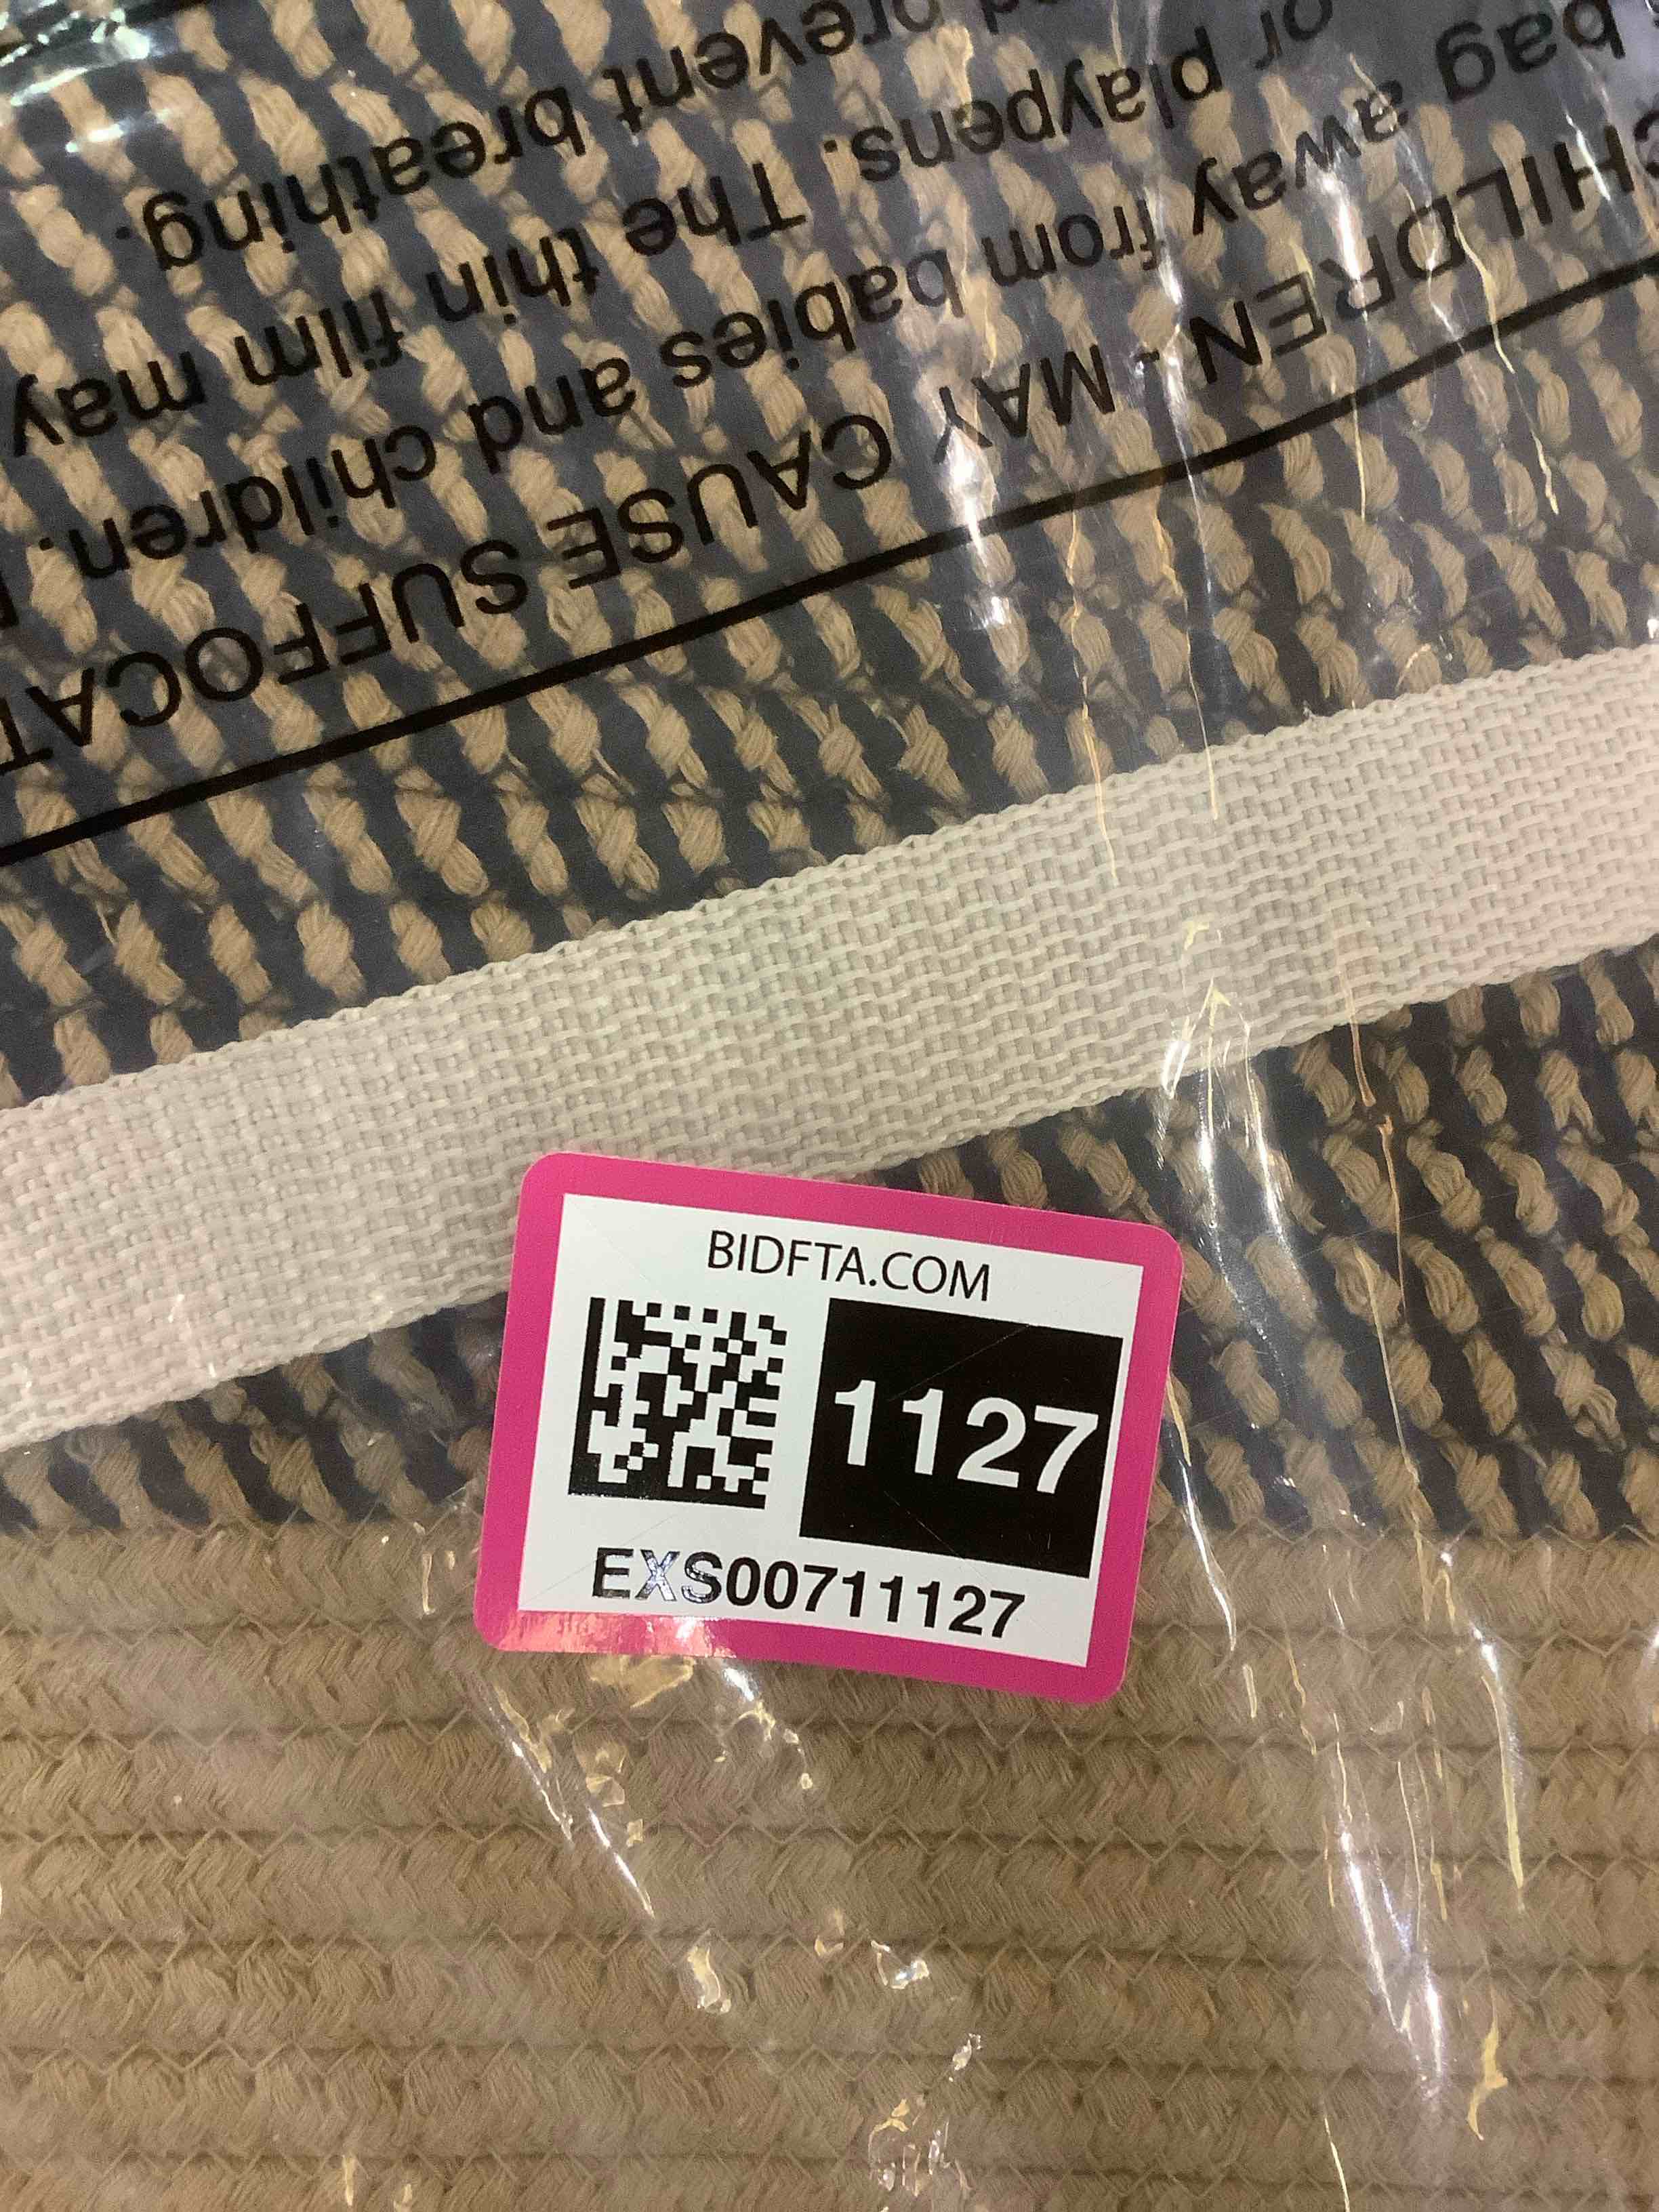 CHILDREN - MAY CAUSE SUFFOCAT
bag away from babies and children.
or playpens. The thin film may
prevent breathing.
BIDFTA.COM
1127
EXS00711127